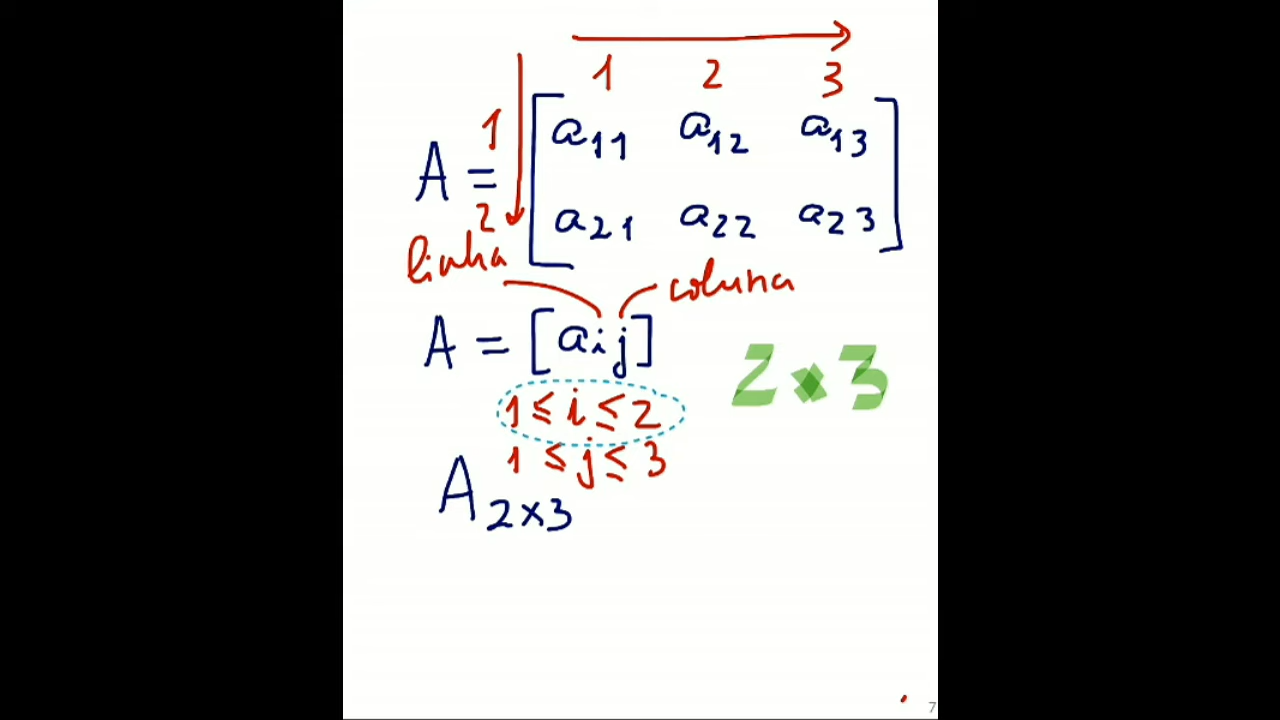 1 2 3
1 a11 a12 a13
A =
2 a21 a22 a23
linha coluna
A = [aij]
2x3
1 ≤ i ≤ 2
1 ≤ j ≤ 3
A2x3
7